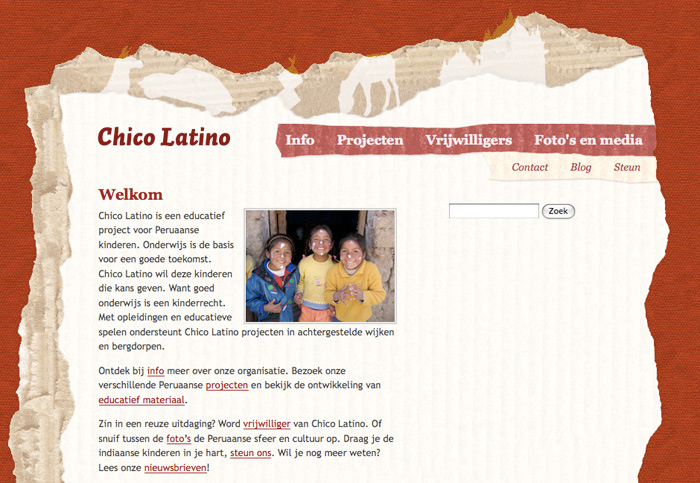 Chico Latino
Info Projecten Vrijwilligers Foto's en media
Contact Blog Steun
Zoek
Welkom
Chico Latino is een educatief
project voor Peruaanse
kinderen. Onderwijs is de basis
voor een goede toekomst.
Chico Latino wil deze kinderen
die kans geven. Want goed
onderwijs is een kinderrecht.
Met opleidingen en educatieve
spelen ondersteunt Chico Latino projecten in achtergestelde wijken
en bergdorpen.
Ontdek bij info meer over onze organisatie. Bezoek onze
verschillende Peruaanse projecten en bekijk de ontwikkeling van
educatief materiaal.
Zin in een reuze uitdaging? Word vrijwilliger van Chico Latino. Of
snuif tussen de foto's de Peruaanse sfeer en cultuur op. Draag je de
indiaanse kinderen in je hart, steun ons. Wil je nog meer weten?
Lees onze nieuwsbrieven!